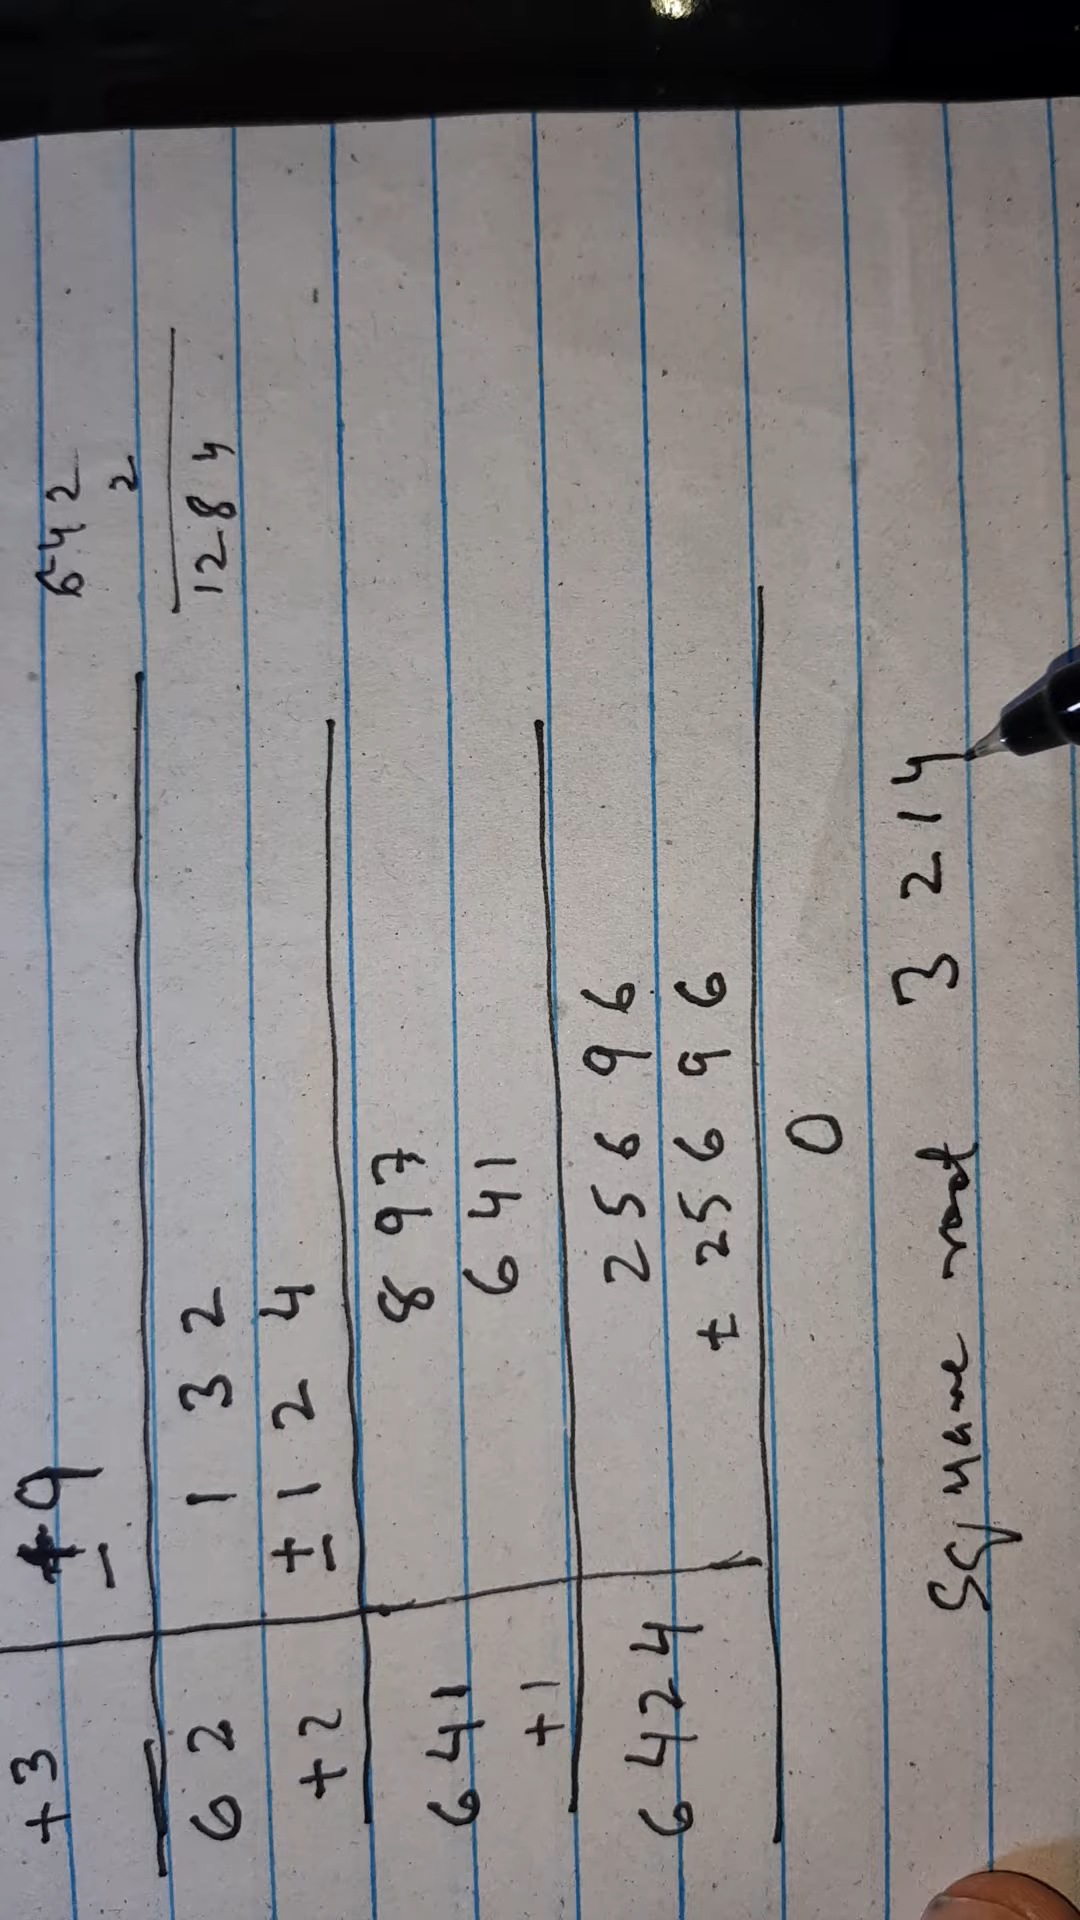 +3 ± 9 642
2
62 1 3 2 1284
+2 ± 1 2 4
641 8 9 7
+1 6 4 1
6424 2 5 6 9 6
± 2 5 6 9 6
0
Square root 3 2 1 4